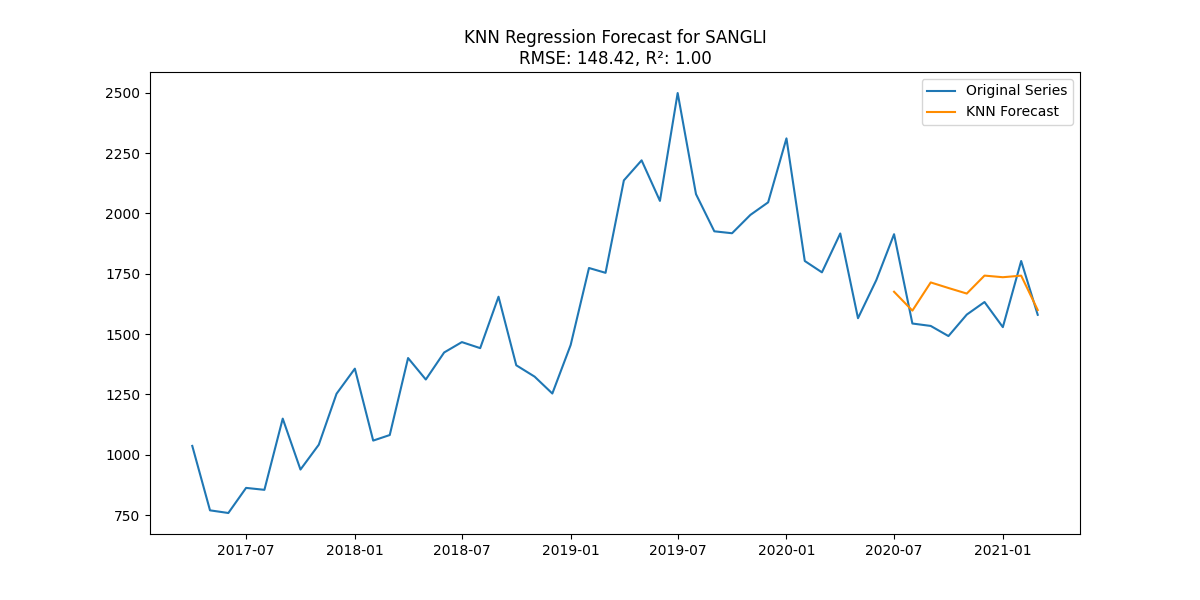 KNN Regression Forecast for SANGLI
RMSE: 148.42, R²: 1.00
Original Series
KNN Forecast
2500
2250
2000
1750
1500
1250
1000
750
2017-07 2018-01 2018-07 2019-01 2019-07 2020-01 2020-07 2021-01